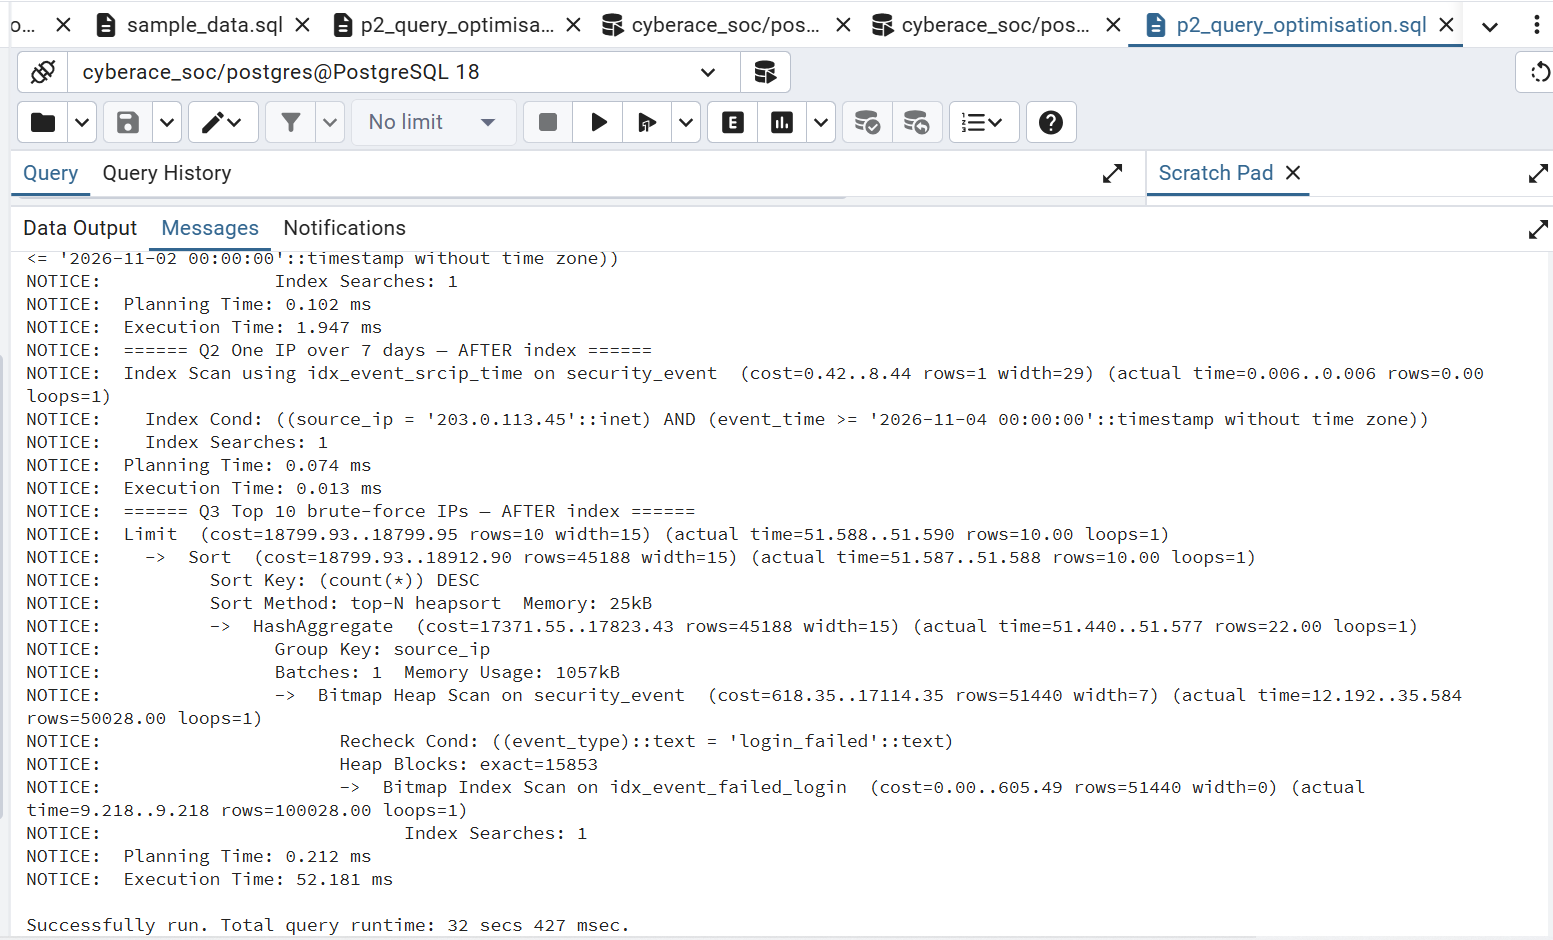 o...
sample_data.sql
p2_query_optimisa...
cyberace_soc/pos...
cyberace_soc/pos...
p2_query_optimisation.sql
cyberace_soc/postgres@PostgreSQL 18
No limit
E
Query
Query History
Scratch Pad
Data Output
Messages
Notifications
<= '2026-11-02 00:00:00'::timestamp without time zone))
NOTICE:                Index Searches: 1
NOTICE:  Planning Time: 0.102 ms
NOTICE:  Execution Time: 1.947 ms
NOTICE:  ====== Q2 One IP over 7 days — AFTER index ======
NOTICE:  Index Scan using idx_event_srcip_time on security_event  (cost=0.42..8.44 rows=1 width=29) (actual time=0.006..0.006 rows=0.00
loops=1)
NOTICE:    Index Cond: ((source_ip = '203.0.113.45'::inet) AND (event_time >= '2026-11-04 00:00:00'::timestamp without time zone))
NOTICE:    Index Searches: 1
NOTICE:  Planning Time: 0.074 ms
NOTICE:  Execution Time: 0.013 ms
NOTICE:  ====== Q3 Top 10 brute-force IPs — AFTER index ======
NOTICE:  Limit  (cost=18799.93..18799.95 rows=10 width=15) (actual time=51.588..51.590 rows=10.00 loops=1)
NOTICE:    ->  Sort  (cost=18799.93..18912.90 rows=45188 width=15) (actual time=51.587..51.588 rows=10.00 loops=1)
NOTICE:          Sort Key: (count(*)) DESC
NOTICE:          Sort Method: top-N heapsort  Memory: 25kB
NOTICE:          ->  HashAggregate  (cost=17371.55..17823.43 rows=45188 width=15) (actual time=51.440..51.577 rows=22.00 loops=1)
NOTICE:                Group Key: source_ip
NOTICE:                Batches: 1  Memory Usage: 1057kB
NOTICE:                ->  Bitmap Heap Scan on security_event  (cost=618.35..17114.35 rows=51440 width=7) (actual time=12.192..35.584
rows=50028.00 loops=1)
NOTICE:                      Recheck Cond: ((event_type)::text = 'login_failed'::text)
NOTICE:                      Heap Blocks: exact=15853
NOTICE:                      ->  Bitmap Index Scan on idx_event_failed_login  (cost=0.00..605.49 rows=51440 width=0) (actual
time=9.218..9.218 rows=100028.00 loops=1)
NOTICE:                            Index Searches: 1
NOTICE:  Planning Time: 0.212 ms
NOTICE:  Execution Time: 52.181 ms
Successfully run. Total query runtime: 32 secs 427 msec.